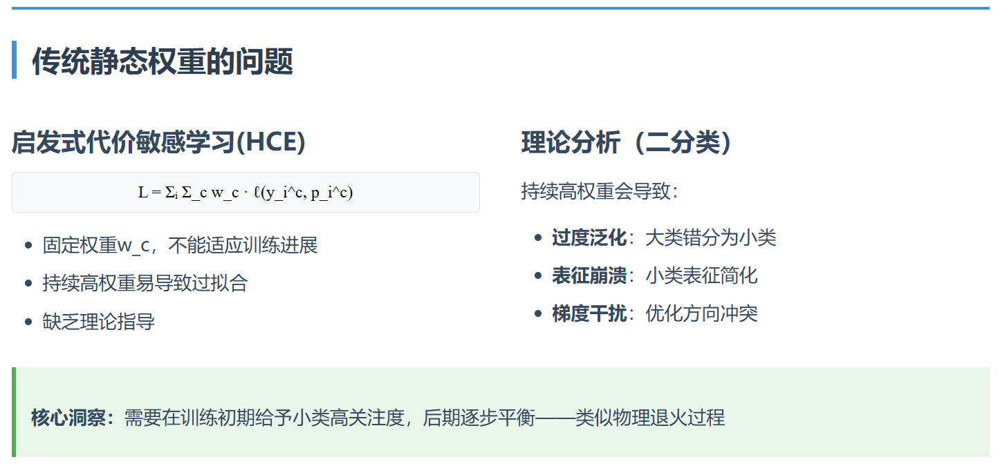 传统静态权重的问题
启发式代价敏感学习(HCE)
L = Σᵢ Σ_c w_c · ℓ(y_i^c, p_i^c)
固定权重w_c，不能适应训练进展
持续高权重易导致过拟合
缺乏理论指导
理论分析（二分类）
持续高权重会导致：
过度泛化：大类错分为小类
表征崩溃：小类表征简化
梯度干扰：优化方向冲突
核心洞察：需要在训练初期给予小类高关注度，后期逐步平衡——类似物理退火过程